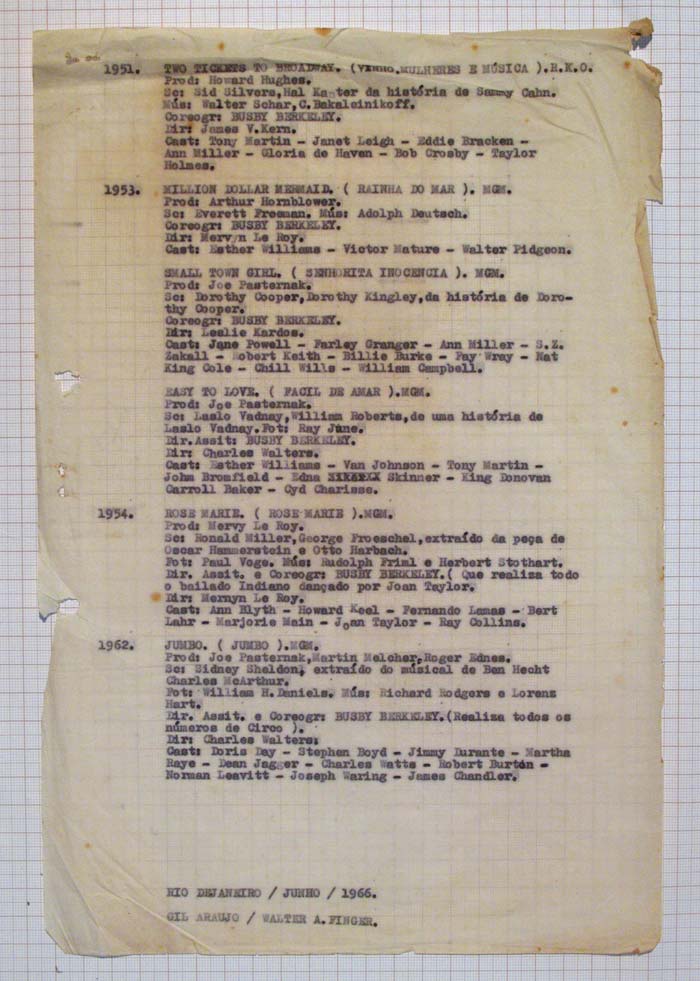 1951. TWO TICKETS TO BROADWAY. (VINHO.MULHERES E MÚSICA ).R.K.O.
Prod: Howard Hughes.
Sc: Sid Silvers,Hal Kanter da história de Sammy Cahn.
Mús: Walter Schar,C.Bakaleinikoff.
Coreogr: BUSBY BERKELEY.
Dir: James V.Kern.
Cast: Tony Martin - Janet Leigh - Eddie Bracken -
Ann Miller - Gloria de Haven - Bob Crosby - Taylor
Holmes.
1953. MILLION DOLLAR MERMAID. ( RAINHA DO MAR ). MGM.
Prod: Arthur Hornblower.
Sc: Everett Freeman. Mús: Adolph Deutsch.
Coreogr: BUSBY BERKELEY.
Dir: Mervyn Le Roy.
Cast: Esther Williams - Victor Mature - Walter Pidgeon.
SMALL TOWN GIRL. ( SENHORITA INOCENCIA ). MGM.
Prod: Joe Pasternak.
Sc: Dorothy Cooper,Dorothy Kingley,da história de Doro-
thy Cooper.
Coreogr: BUSBY BERKELEY.
Dir: Leslie Kardos.
Cast: Jane Powell - Farley Granger - Ann Miller - S.Z.
Zakall - Robert Keith - Billie Burke - Fay Wray - Nat
King Cole - Chill Wills - William Campbell.
EASY TO LOVE. ( FACIL DE AMAR ).MGM.
Prod: Joe Pasternak.
Sc: Laslo Vadnay,William Roberts,de uma história de
Laslo Vadnay.Fot: Ray June.
Dir.Assit: BUSBY BERKELEY.
Dir: Charles Walters.
Cast: Esther Williams - Van Johnson - Tony Martin -
John Bromfield - Edna Skinner - King Donovan
Carroll Baker - Cyd Charisse.
1954. ROSE MARIE. ( ROSE MARIE ).MGM.
Prod: Mervy Le Roy.
Sc: Ronald Miller,George Froeschel,extraído da peça de
Oscar Hammerstein e Otto Harbach.
Fot: Paul Voge. Mús: Rudolph Friml e Herbert Stothart.
Dir. Assit. e Coreogr: BUSBY BERKELEY.( Que realiza todo
o bailado Indiano dançado por Joan Taylor.
Dir: Mernyn Le Roy.
Cast: Ann Blyth - Howard Keel - Fernando Lamas - Bert
Lahr - Marjorie Main - Joan Taylor - Ray Collins.
1962. JUMBO. ( JUMBO ).MGM.
Prod: Joe Pasternak,Martin Melcher,Roger Ednes.
Sc: Sidney Sheldon, extraído do músical de Ben Hecht
Charles McArthur.
Fot: William H.Daniels. Mús: Richard Rodgers e Lorenz
Hart.
Dir. Assit. e Coreogr: BUSBY BERKELEY.(Realiza todos os
números de Circo ).
Dir: Charles Walters:
Cast: Doris Day - Stephen Boyd - Jimmy Durante - Martha
Raye - Dean Jagger - Charles Watts - Robert Burton -
Norman Leavitt - Joseph Waring - James Chandler.
RIO DEJANEIRO / JUNHO / 1966.
GIL ARAUJO / WALTER A.FINGER.